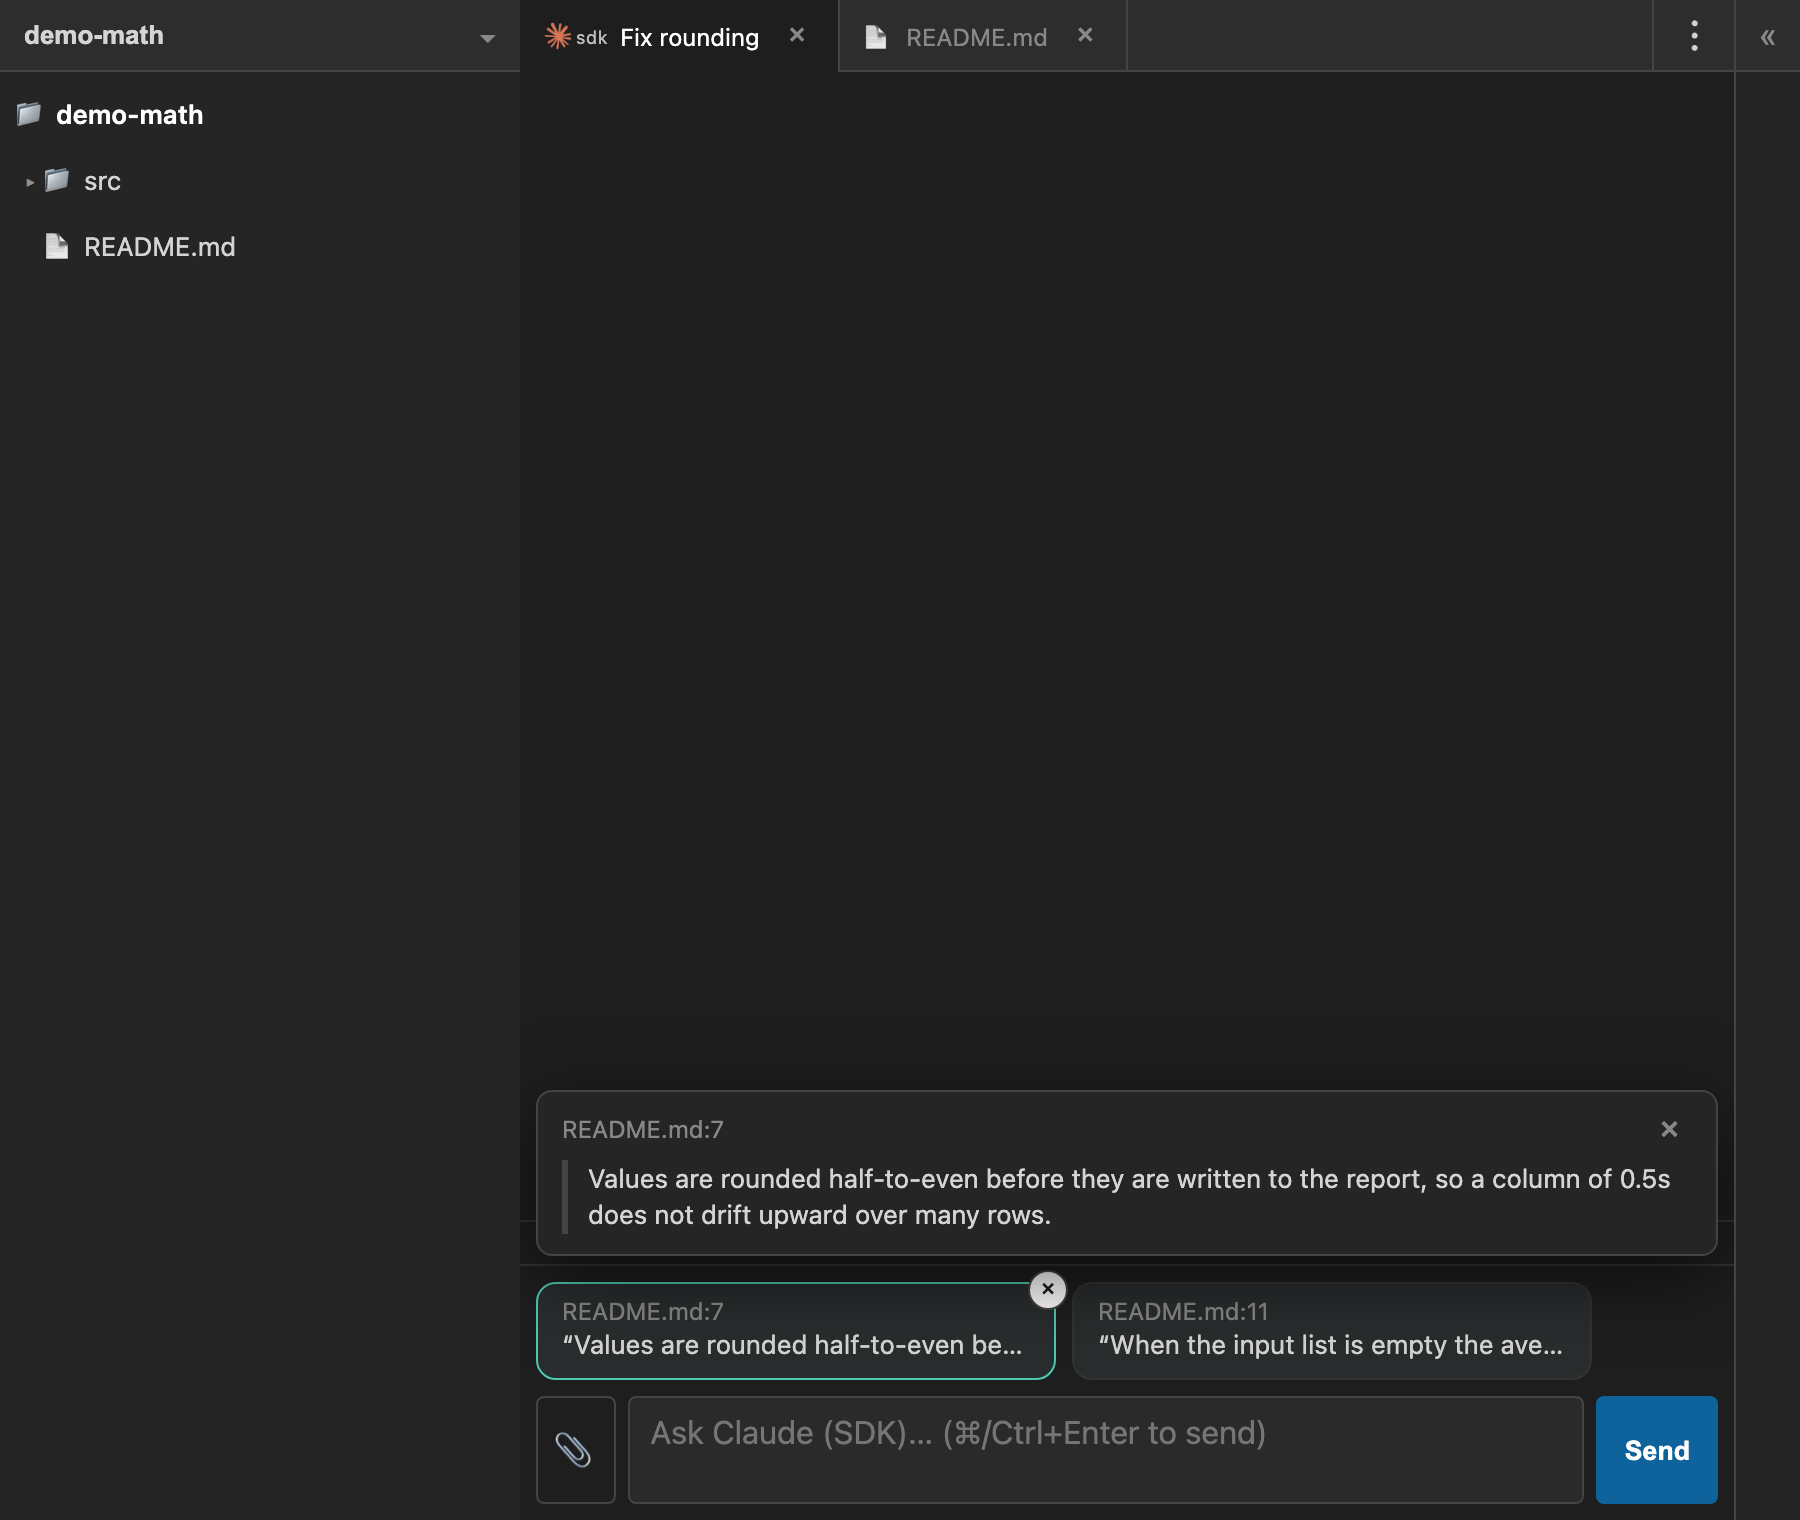 demo-math
sdk Fix rounding
README.md
demo-math
src
README.md
README.md:7
Values are rounded half-to-even before they are written to the report, so a column of 0.5s
does not drift upward over many rows.
README.md:7
“Values are rounded half-to-even be...
README.md:11
“When the input list is empty the ave...
Ask Claude (SDK)... (⌘/Ctrl+Enter to send)
Send